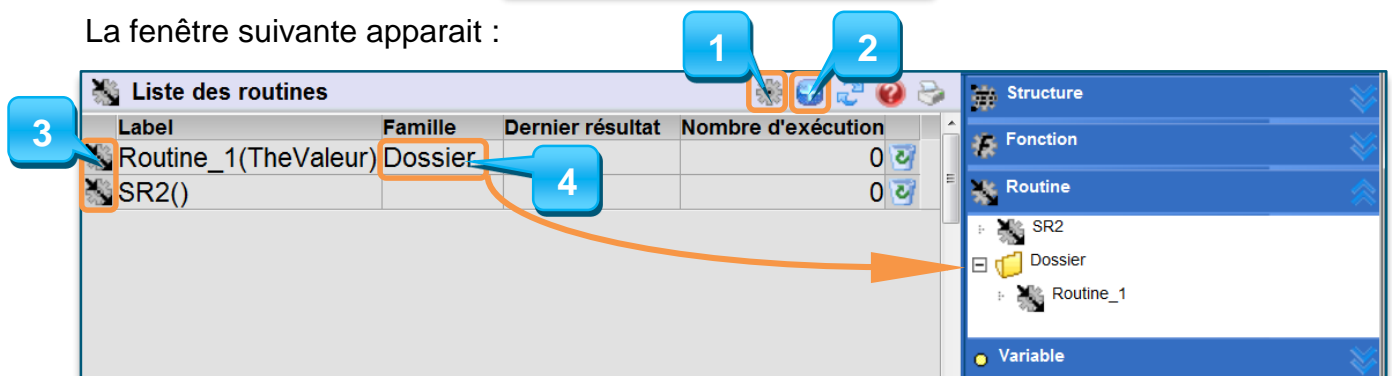 La fenêtre suivante apparait :
1
2
Liste des routines
3
Label Famille Dernier résultat Nombre d'exécution
Routine_1(TheValeur) Dossier 0
4
SR2() 0
Structure
Fonction
Routine
SR2
Dossier
Routine_1
Variable